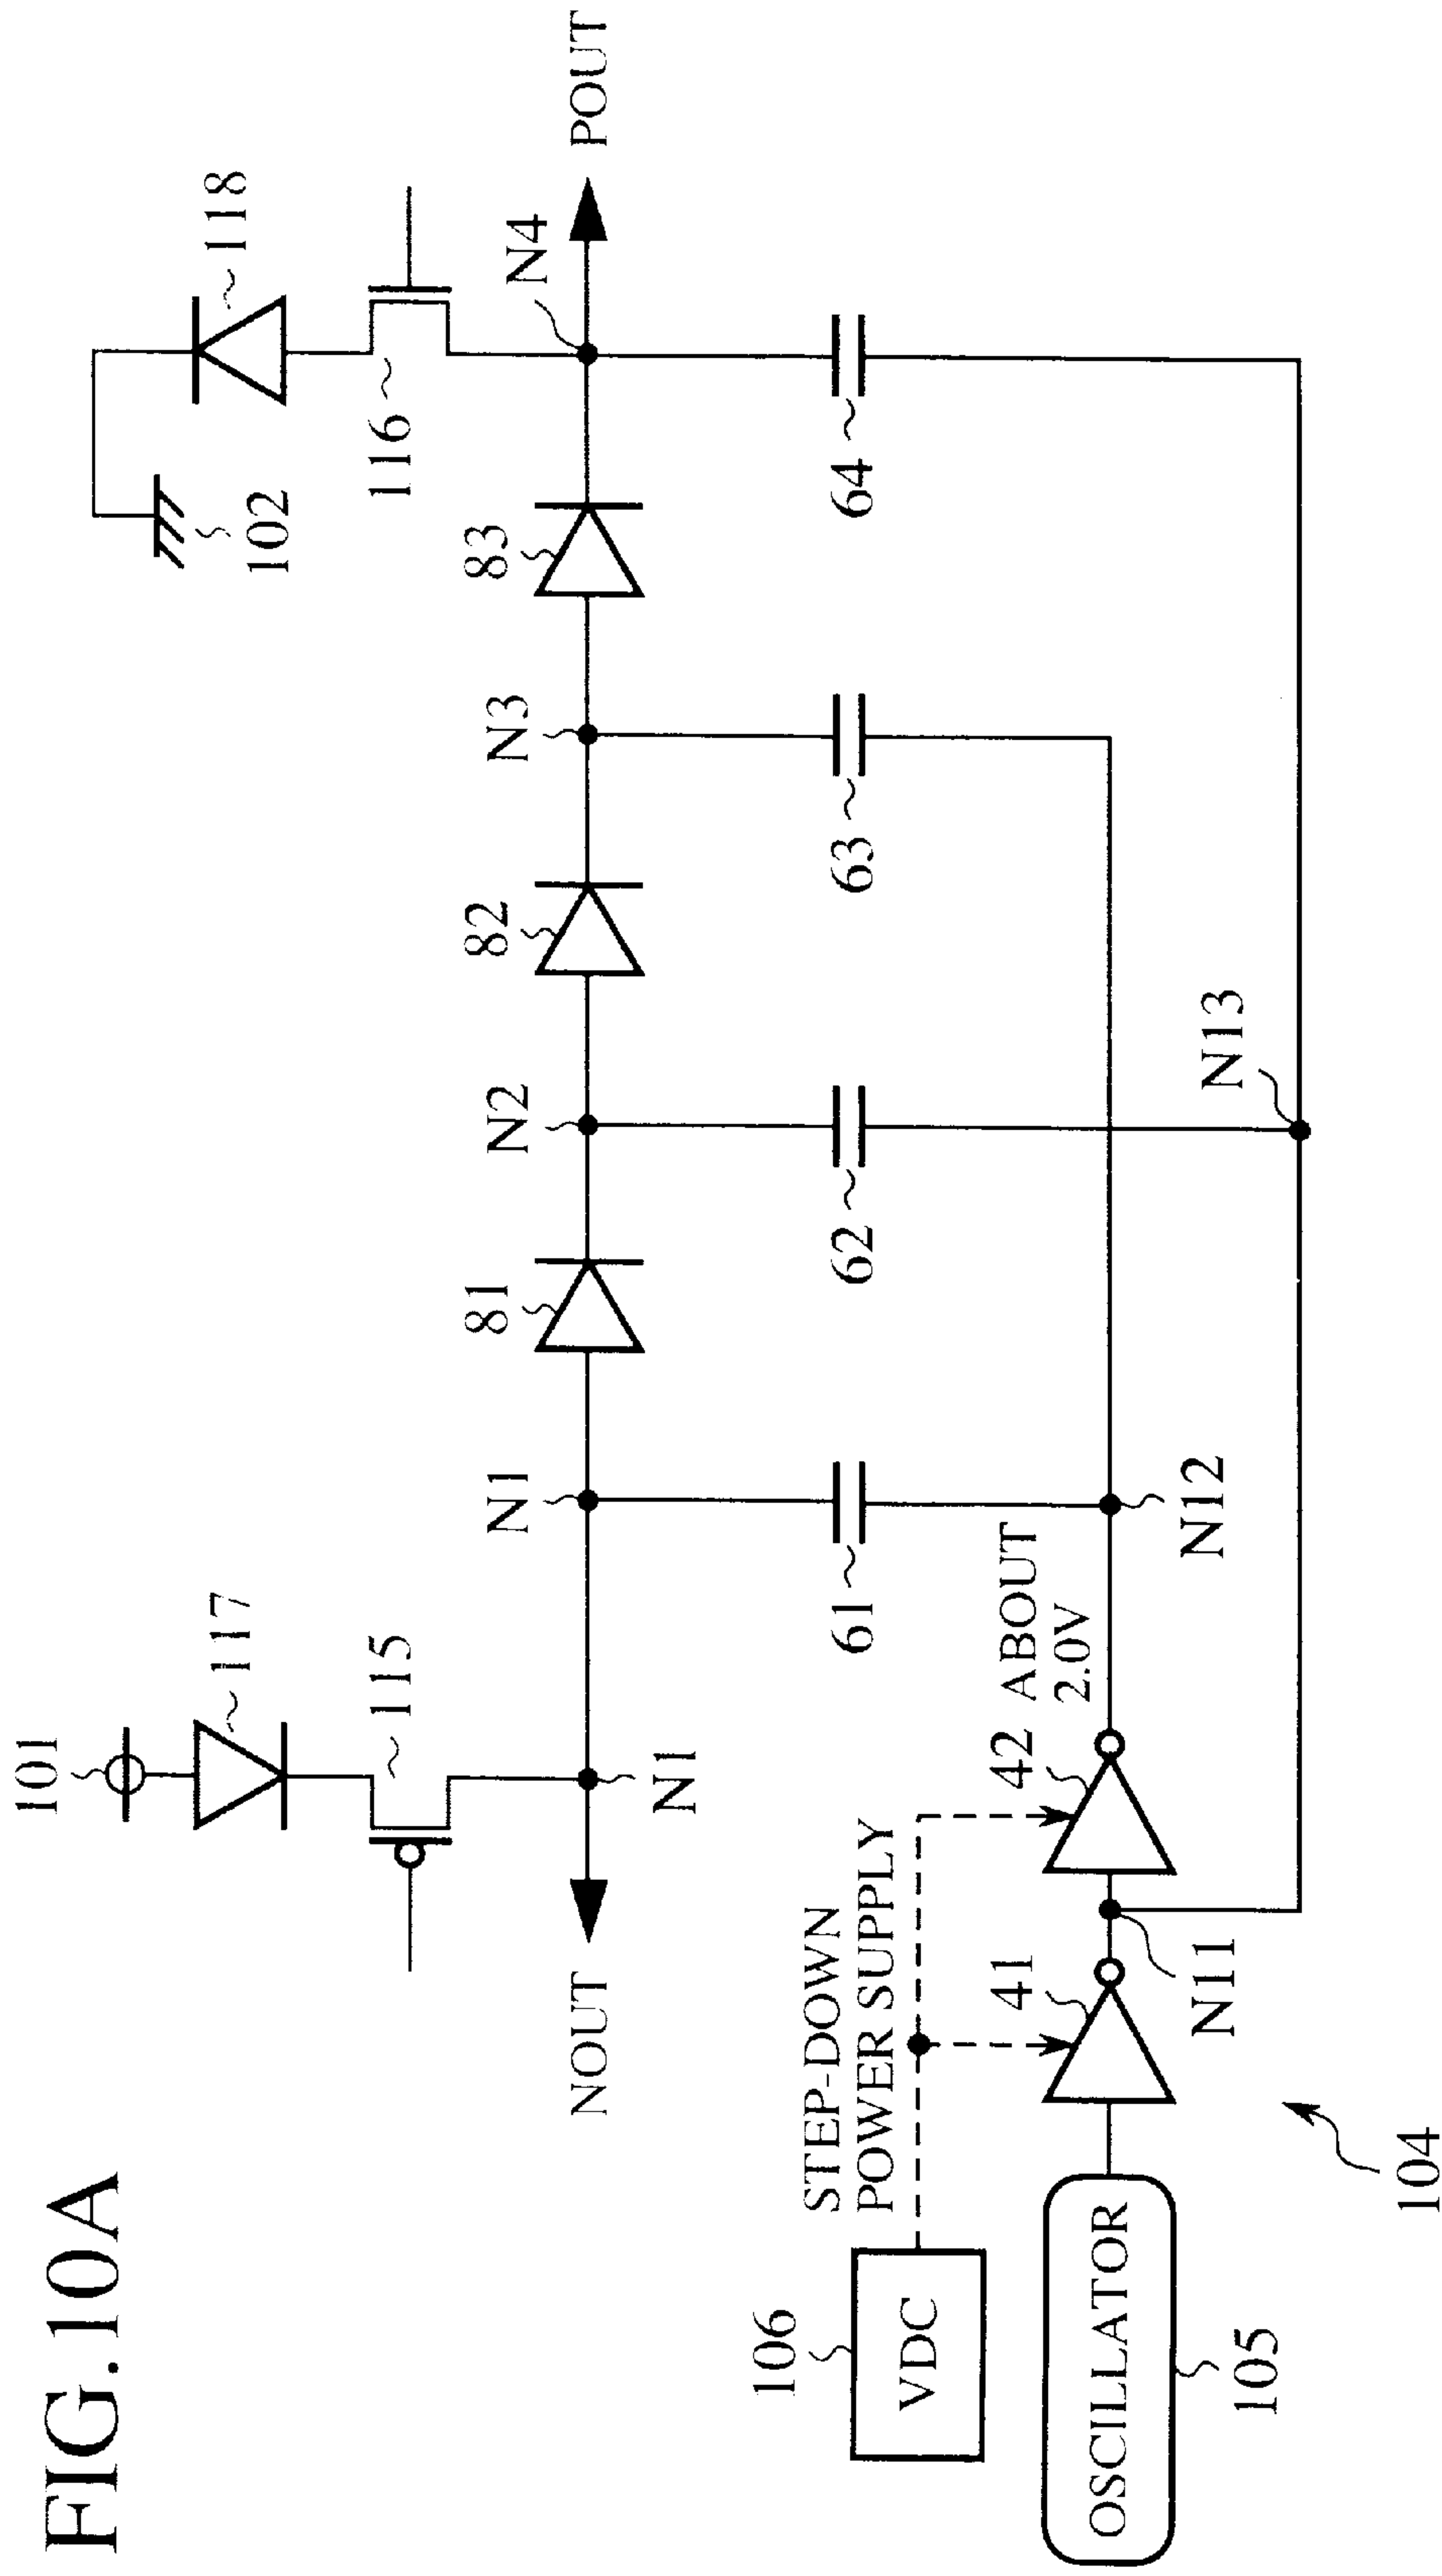 FIG.10A
101
117
115
118
102
116
N1
NOUT
N1
81
N2
82
N3
83
N4
POUT
61
62
63
64
106
VDC
STEP-DOWN
POWER SUPPLY
OSCILLATOR
105
41
N11
42
ABOUT
2.0V
N12
N13
104